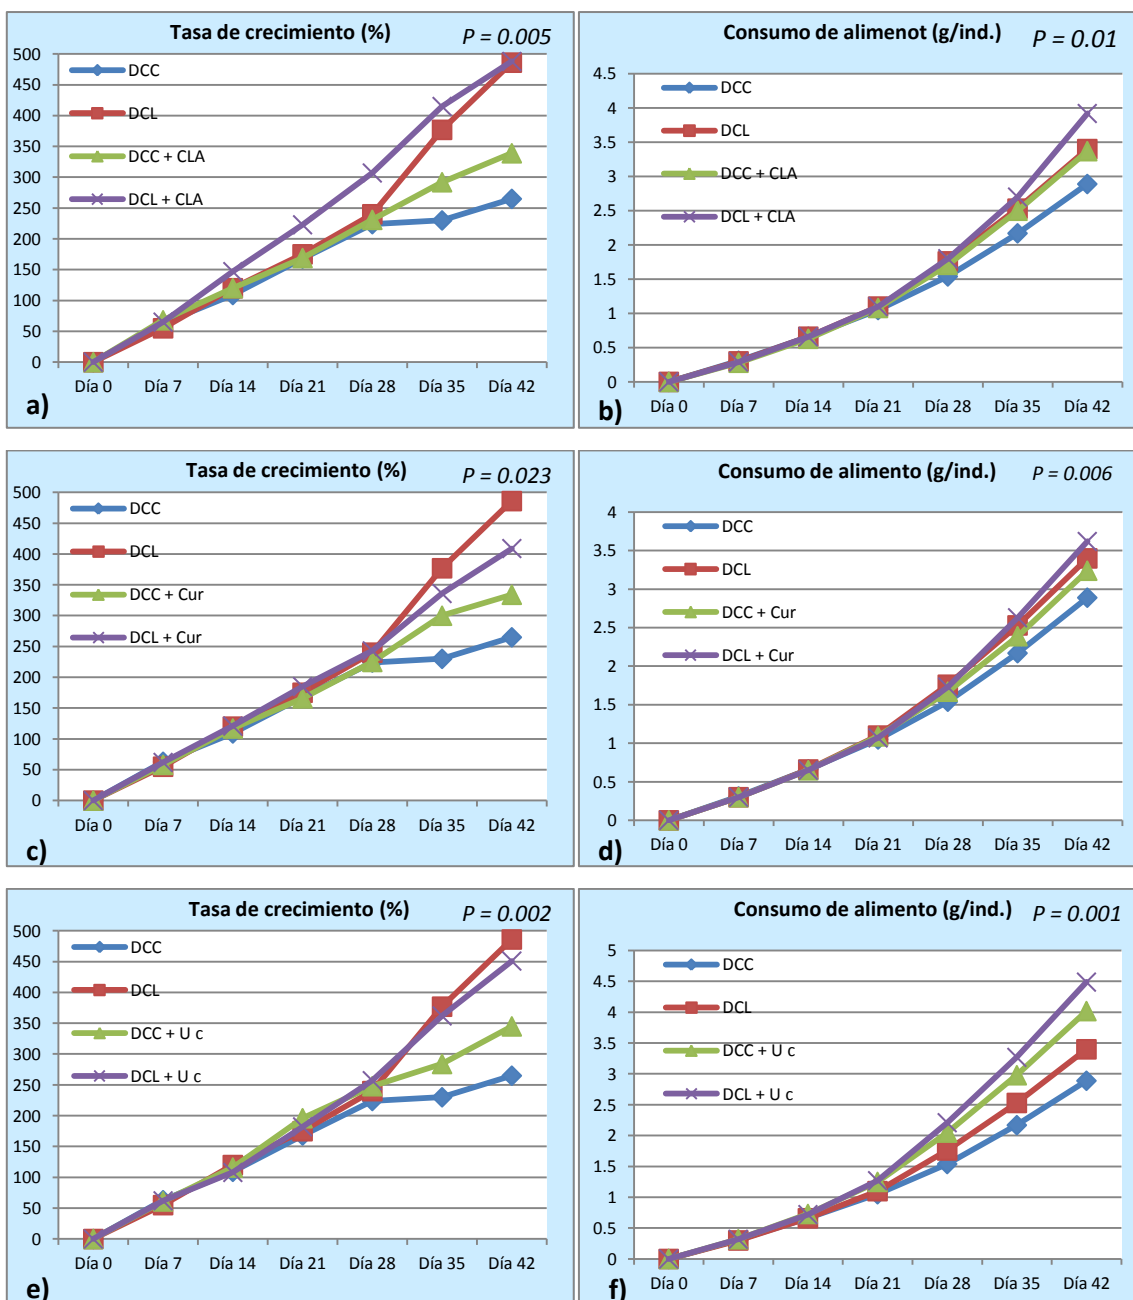 Tasa de crecimiento (%)
P = 0.005
500
450
400
350
300
250
200
150
100
50
0
DCC
DCL
DCC + CLA
DCL + CLA
Día 0 Día 7 Día 14 Día 21 Día 28 Día 35 Día 42
a)
Consumo de alimenot (g/ind.)
P = 0.01
4.5
4
3.5
3
2.5
2
1.5
1
0.5
0
DCC
DCL
DCC + CLA
DCL + CLA
Día 0 Día 7 Día 14 Día 21 Día 28 Día 35 Día 42
b)
Tasa de crecimiento (%)
P = 0.023
500
450
400
350
300
250
200
150
100
50
0
DCC
DCL
DCC + Cur
DCL + Cur
Día 0 Día 7 Día 14 Día 21 Día 28 Día 35 Día 42
c)
Consumo de alimento (g/ind.)
P = 0.006
4
3.5
3
2.5
2
1.5
1
0.5
0
DCC
DCL
DCC + Cur
DCL + Cur
Día 0 Día 7 Día 14 Día 21 Día 28 Día 35 Día 42
d)
Tasa de crecimiento (%)
P = 0.002
500
450
400
350
300
250
200
150
100
50
0
DCC
DCL
DCC + U c
DCL + U c
Día 0 Día 7 Día 14 Día 21 Día 28 Día 35 Día 42
e)
Consumo de alimento (g/ind.)
P = 0.001
5
4.5
4
3.5
3
2.5
2
1.5
1
0.5
0
DCC
DCL
DCC + U c
DCL + U c
Día 0 Día 7 Día 14 Día 21 Día 28 Día 35 Día 42
f)